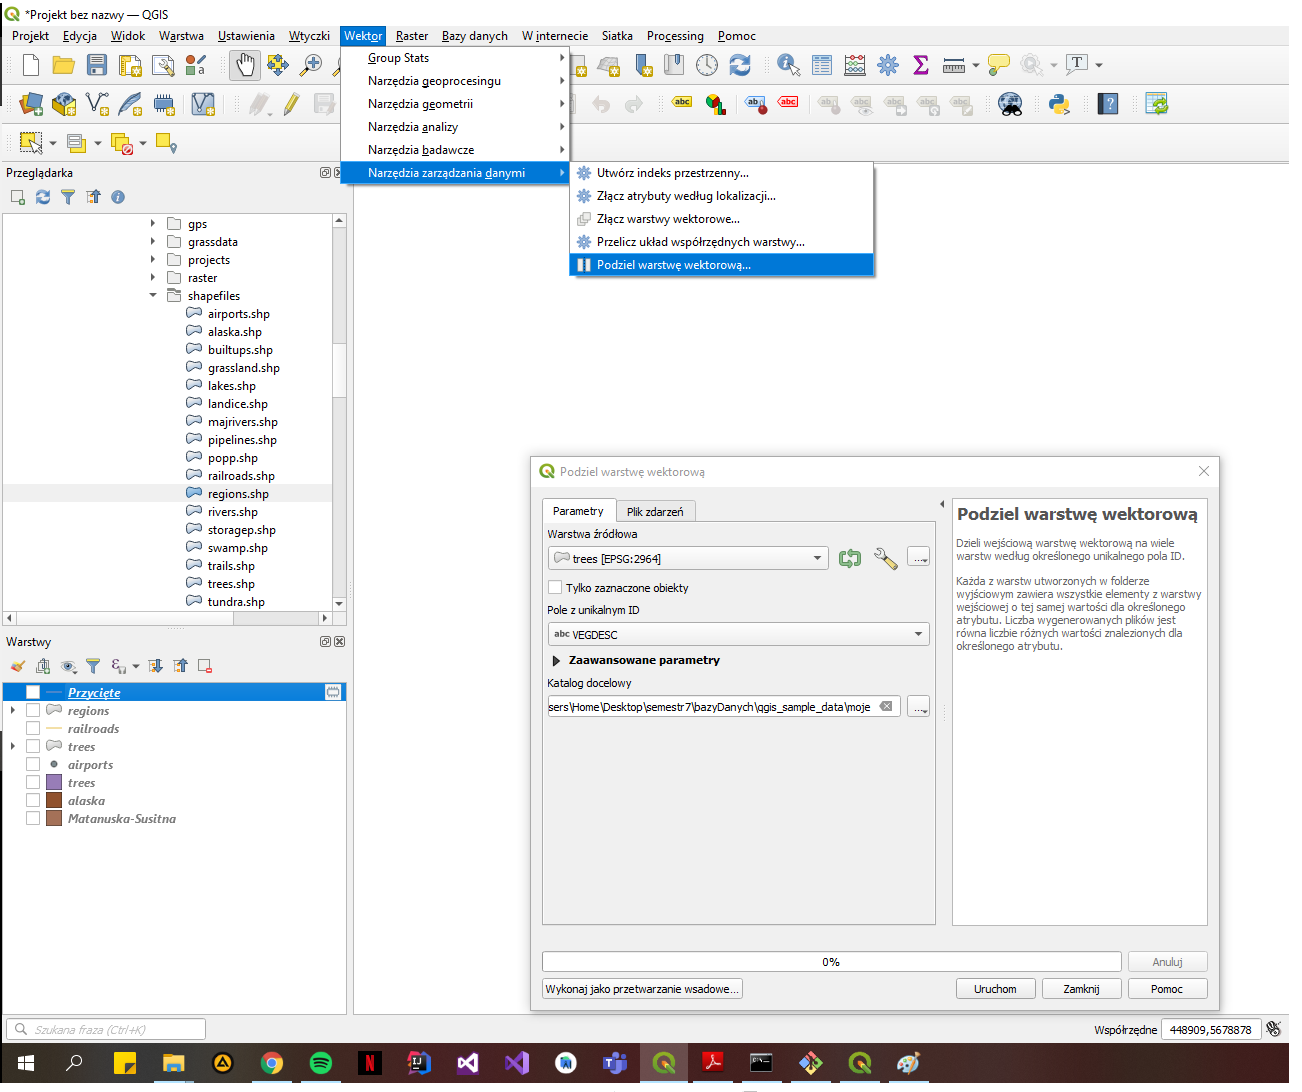 *Projekt bez nazwy — QGIS
Projekt Edycja Widok Warstwa Ustawienia Wtyczki Wektor Raster Bazy danych W internecie Siatka Processing Pomoc
Group Stats
Narzędzia geoprocesingu
Narzędzia geometrii
Narzędzia analizy
Narzędzia badawcze
Narzędzia zarządzania danymi
Utwórz indeks przestrzenny...
Złącz atrybuty według lokalizacji...
Złącz warstwy wektorowe...
Przelicz układ współrzędnych warstwy...
Podziel warstwę wektorową...
abc abc abc
Przeglądarka
gps
grassdata
projects
raster
shapefiles
airports.shp
alaska.shp
builtups.shp
grassland.shp
lakes.shp
landice.shp
majrivers.shp
pipelines.shp
popp.shp
railroads.shp
regions.shp
rivers.shp
storagep.shp
swamp.shp
trails.shp
trees.shp
tundra.shp
Warstwy
Przycięte
regions
railroads
trees
airports
trees
alaska
Matanuska-Susitna
Podziel warstwę wektorową
Parametry Plik zdarzeń
Warstwa źródłowa
trees [EPSG:2964]
...
Tylko zaznaczone obiekty
Pole z unikalnym ID
abc VEGDESC
Zaawansowane parametry
Katalog docelowy
sers\Home\Desktop\semestr7\bazyDanych\qgis_sample_data\moje
...
Podziel warstwę wektorową
Dzieli wejściową warstwę wektorową na wiele
warstw według określonego unikalnego pola ID.
Każda z warstw utworzonych w folderze
wyjściowym zawiera wszystkie elementy z warstwy
wejściowej o tej samej wartości dla określonego
atrybutu. Liczba wygenerowanych plików jest
równa liczbie różnych wartości znalezionych dla
określonego atrybutu.
0%
Anuluj
Wykonaj jako przetwarzanie wsadowe...
Uruchom
Zamknij
Pomoc
Szukana fraza (Ctrl+K)
Współrzędne 448909,5678878